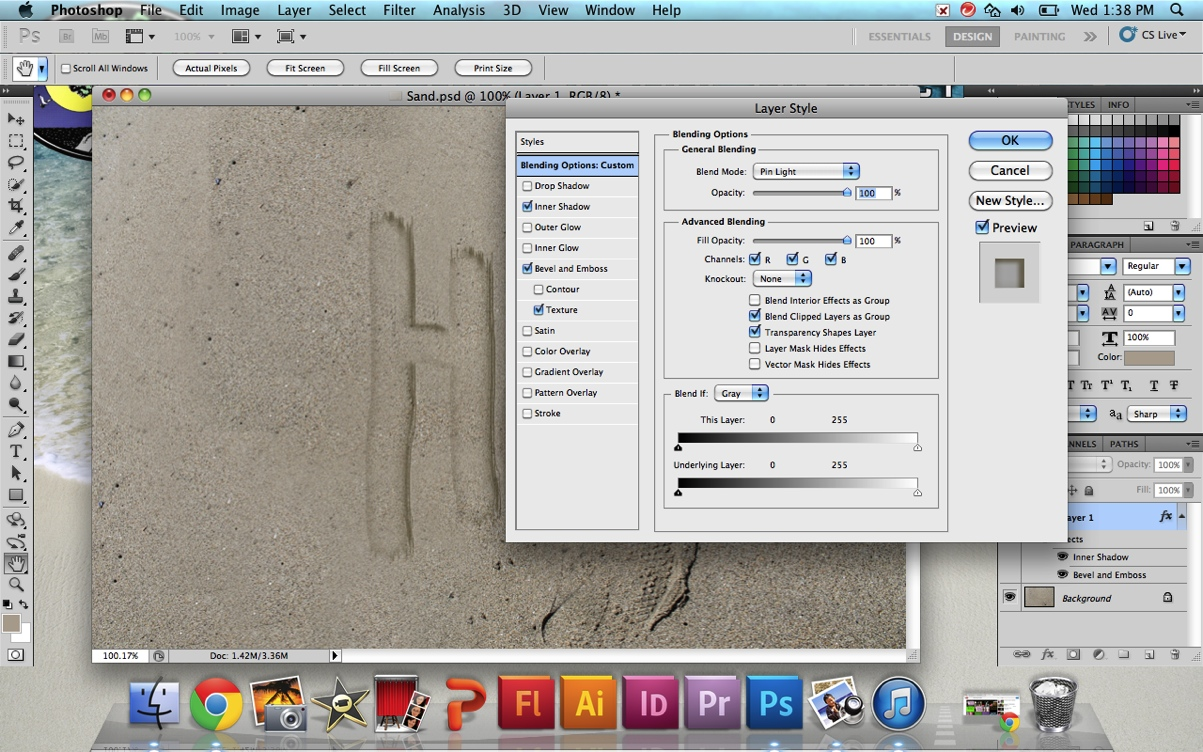 Photoshop File Edit Image Layer Select Filter Analysis 3D View Window Help Wed 1:38 PM
Ps Br Mb 100% ESSENTIALS DESIGN PAINTING CS Live
Scroll All Windows Actual Pixels Fit Screen Fill Screen Print Size
Sand.psd @ 100% (Layer 1, RGB/8) *
Layer Style
STYLES INFO
Styles
Blending Options: Custom
Drop Shadow
Inner Shadow
Outer Glow
Inner Glow
Bevel and Emboss
Contour
Texture
Satin
Color Overlay
Gradient Overlay
Pattern Overlay
Stroke
Blending Options
General Blending
Blend Mode: Pin Light
Opacity: 100 %
Advanced Blending
Fill Opacity: 100 %
Channels: R G B
Knockout: None
Blend Interior Effects as Group
Blend Clipped Layers as Group
Transparency Shapes Layer
Layer Mask Hides Effects
Vector Mask Hides Effects
Blend If: Gray
This Layer: 0 255
Underlying Layer: 0 255
OK
Cancel
New Style...
Preview
PARAGRAPH
Regular
(Auto)
0
100%
Color:
Sharp
PATHS
Opacity: 100%
Fill: 100%
ayer 1 fx
Inner Shadow
Bevel and Emboss
Background
100.17% Doc: 1.42M/3.36M
Fl Ai Id Pr Ps